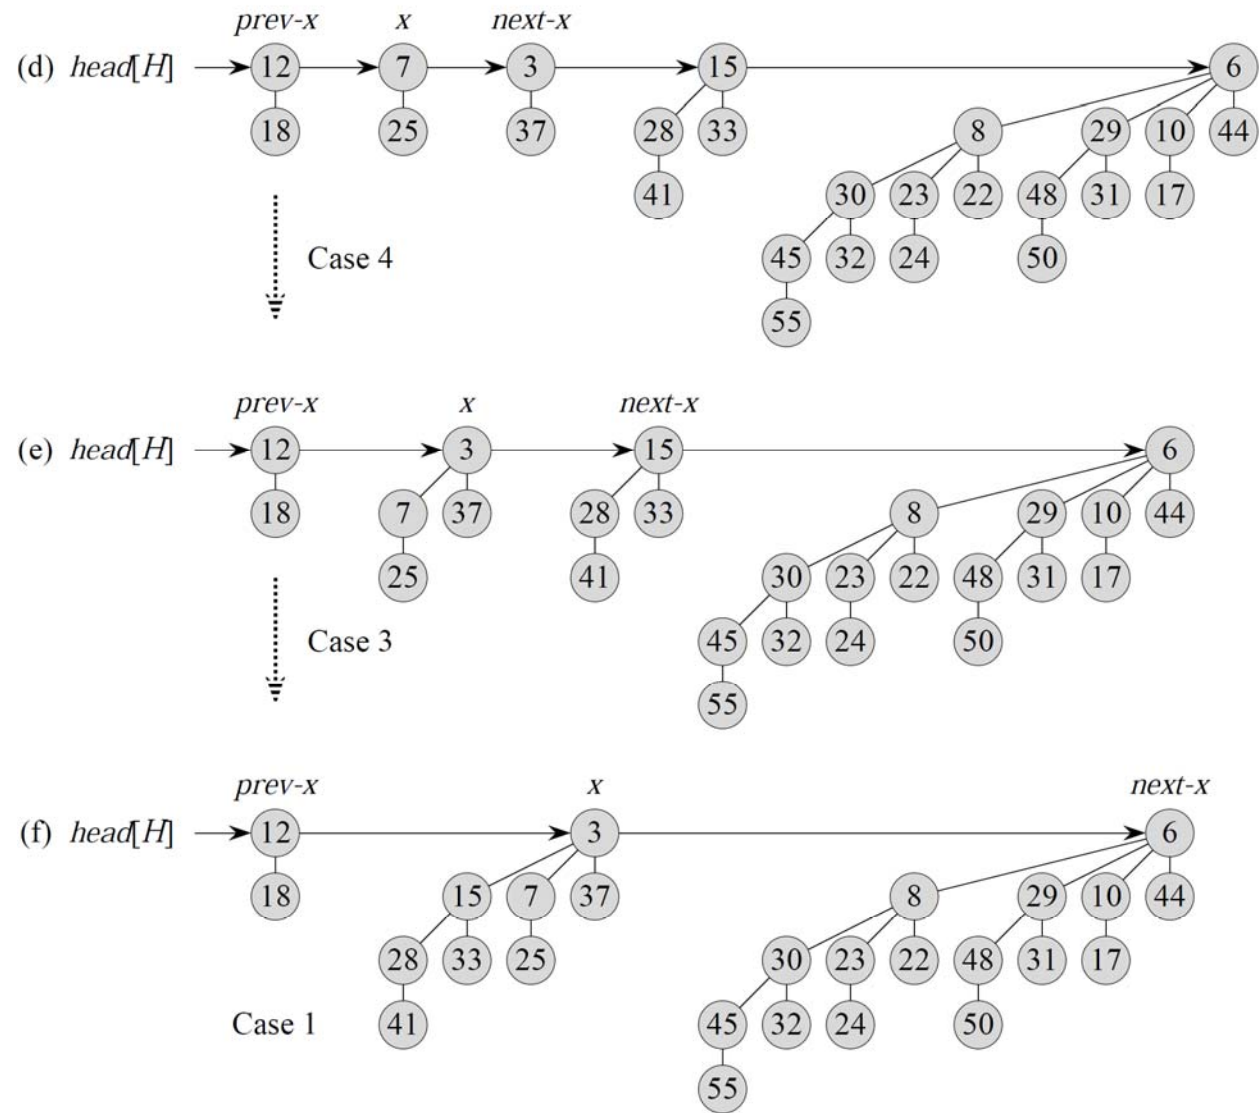 prev-x x next-x
(d) head[H] 12 7 3 15 6
18 25 37 28 33 8 29 10 44
41 30 23 22 48 31 17
Case 4 45 32 24 50
55
prev-x x next-x
(e) head[H] 12 3 15 6
18 7 37 28 33 8 29 10 44
25 41 30 23 22 48 31 17
Case 3 45 32 24 50
55
prev-x x next-x
(f) head[H] 12 3 6
18 15 7 37 8 29 10 44
28 33 25 30 23 22 48 31 17
Case 1 41 45 32 24 50
55